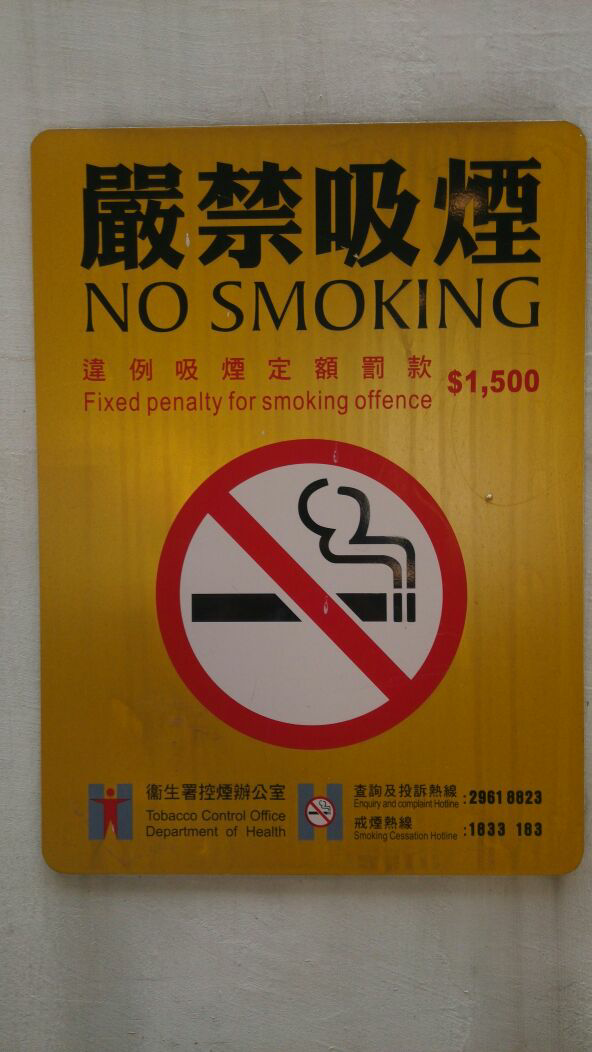 嚴禁吸煙
NO SMOKING
違例吸煙定額罰款 $1,500
Fixed penalty for smoking offence
衞生署控煙辦公室
Tobacco Control Office
Department of Health
查詢及投訴熱線
Enquiry and complaint Hotline : 2961 8823
戒煙熱線
Smoking Cessation Hotline : 1833 183